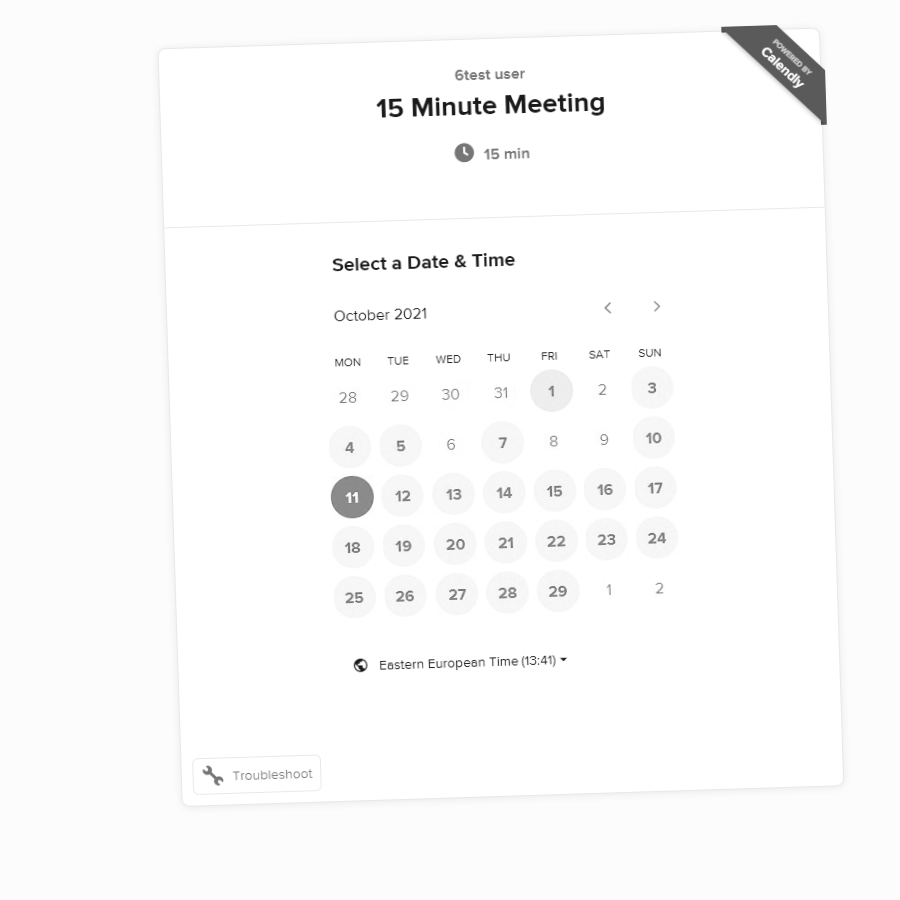 6test user
15 Minute Meeting
15 min
POWERED BY
Calendly
Select a Date & Time
October 2021
MON TUE WED THU FRI SAT SUN
28 29 30 31 1 2 3
4 5 6 7 8 9 10
11 12 13 14 15 16 17
18 19 20 21 22 23 24
25 26 27 28 29 1 2
Eastern European Time (13:41)
Troubleshoot